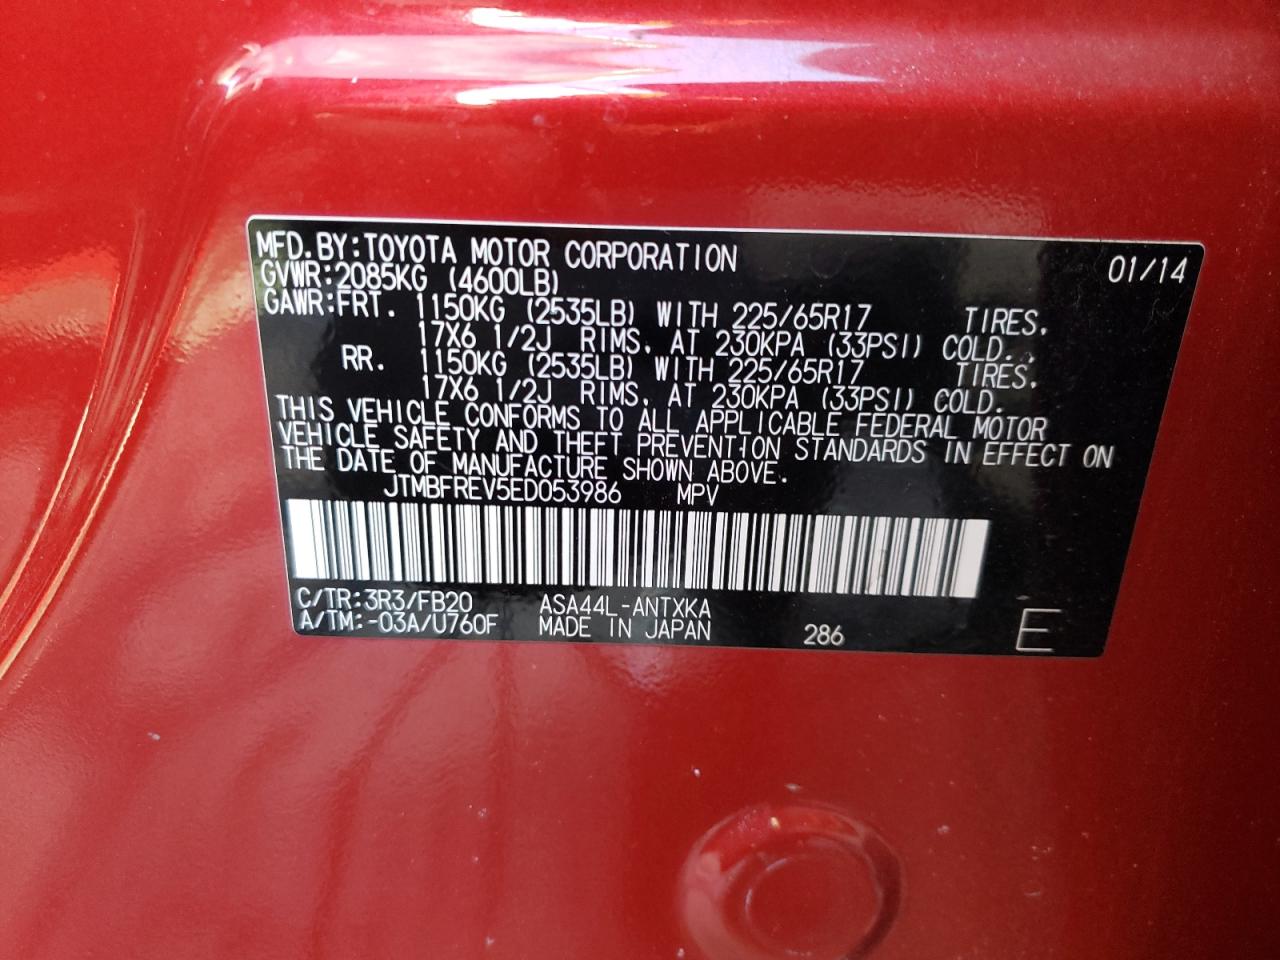 MFD.BY:TOYOTA MOTOR CORPORATION 01/14
GVWR:2085KG (4600LB)
GAWR:FRT. 1150KG (2535LB) WITH 225/65R17 TIRES.
17X6 1/2J RIMS, AT 230KPA (33PSI) COLD.
RR. 1150KG (2535LB) WITH 225/65R17 TIRES.
17X6 1/2J RIMS, AT 230KPA (33PSI) COLD.
THIS VEHICLE CONFORMS TO ALL APPLICABLE FEDERAL MOTOR
VEHICLE SAFETY AND THEFT PREVENTION STANDARDS IN EFFECT ON
THE DATE OF MANUFACTURE SHOWN ABOVE.
JTMBFREV5ED053986 MPV
C/TR:3R3/FB20 ASA44L-ANTXKA
A/TM:-03A/U760F MADE IN JAPAN 286 E